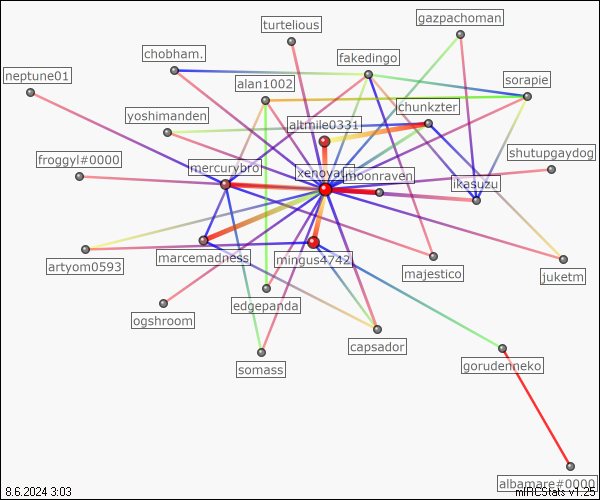 turtelious
gazpachoman
chobham.
fakedingo
neptune01
alan1002
sorapie
yoshimanden
chunkzter
altmile0331
froggyl#0000
mercurybro
moonraven
ikasuzu
shutupgaydog
artyom0593
marcemadness
mingus4742
majestico
juketm
edgepanda
ogshroom
capsador
somass
gorudenneko
albamare#0000
8.6.2024 3:03
mIRCStats v1.25